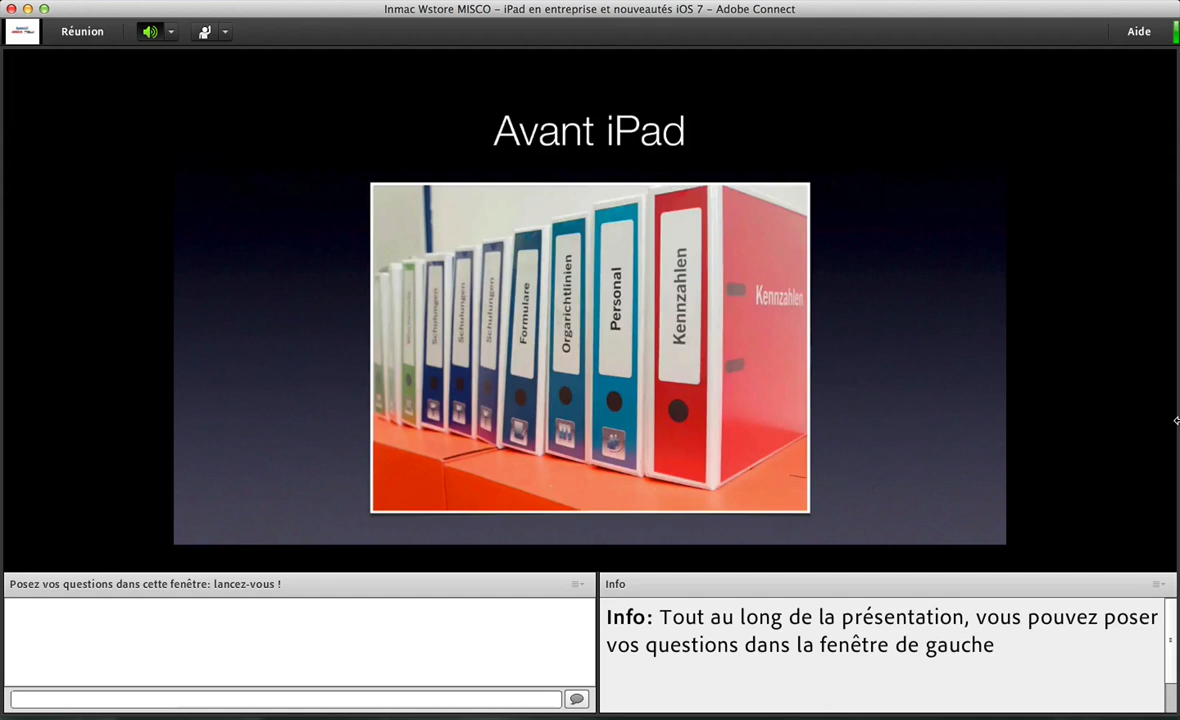 Inmac Wstore MISCO – iPad en entreprise et nouveautés iOS 7 – Adobe Connect
Réunion
Aide
Avant iPad
Schulungen
Schulungen
Schulungen
Formulare
Orgarichtlinien
Personal
Kennzahlen
Kennzahlen
Posez vos questions dans cette fenêtre: lancez-vous !
Info
Info: Tout au long de la présentation, vous pouvez poser
vos questions dans la fenêtre de gauche